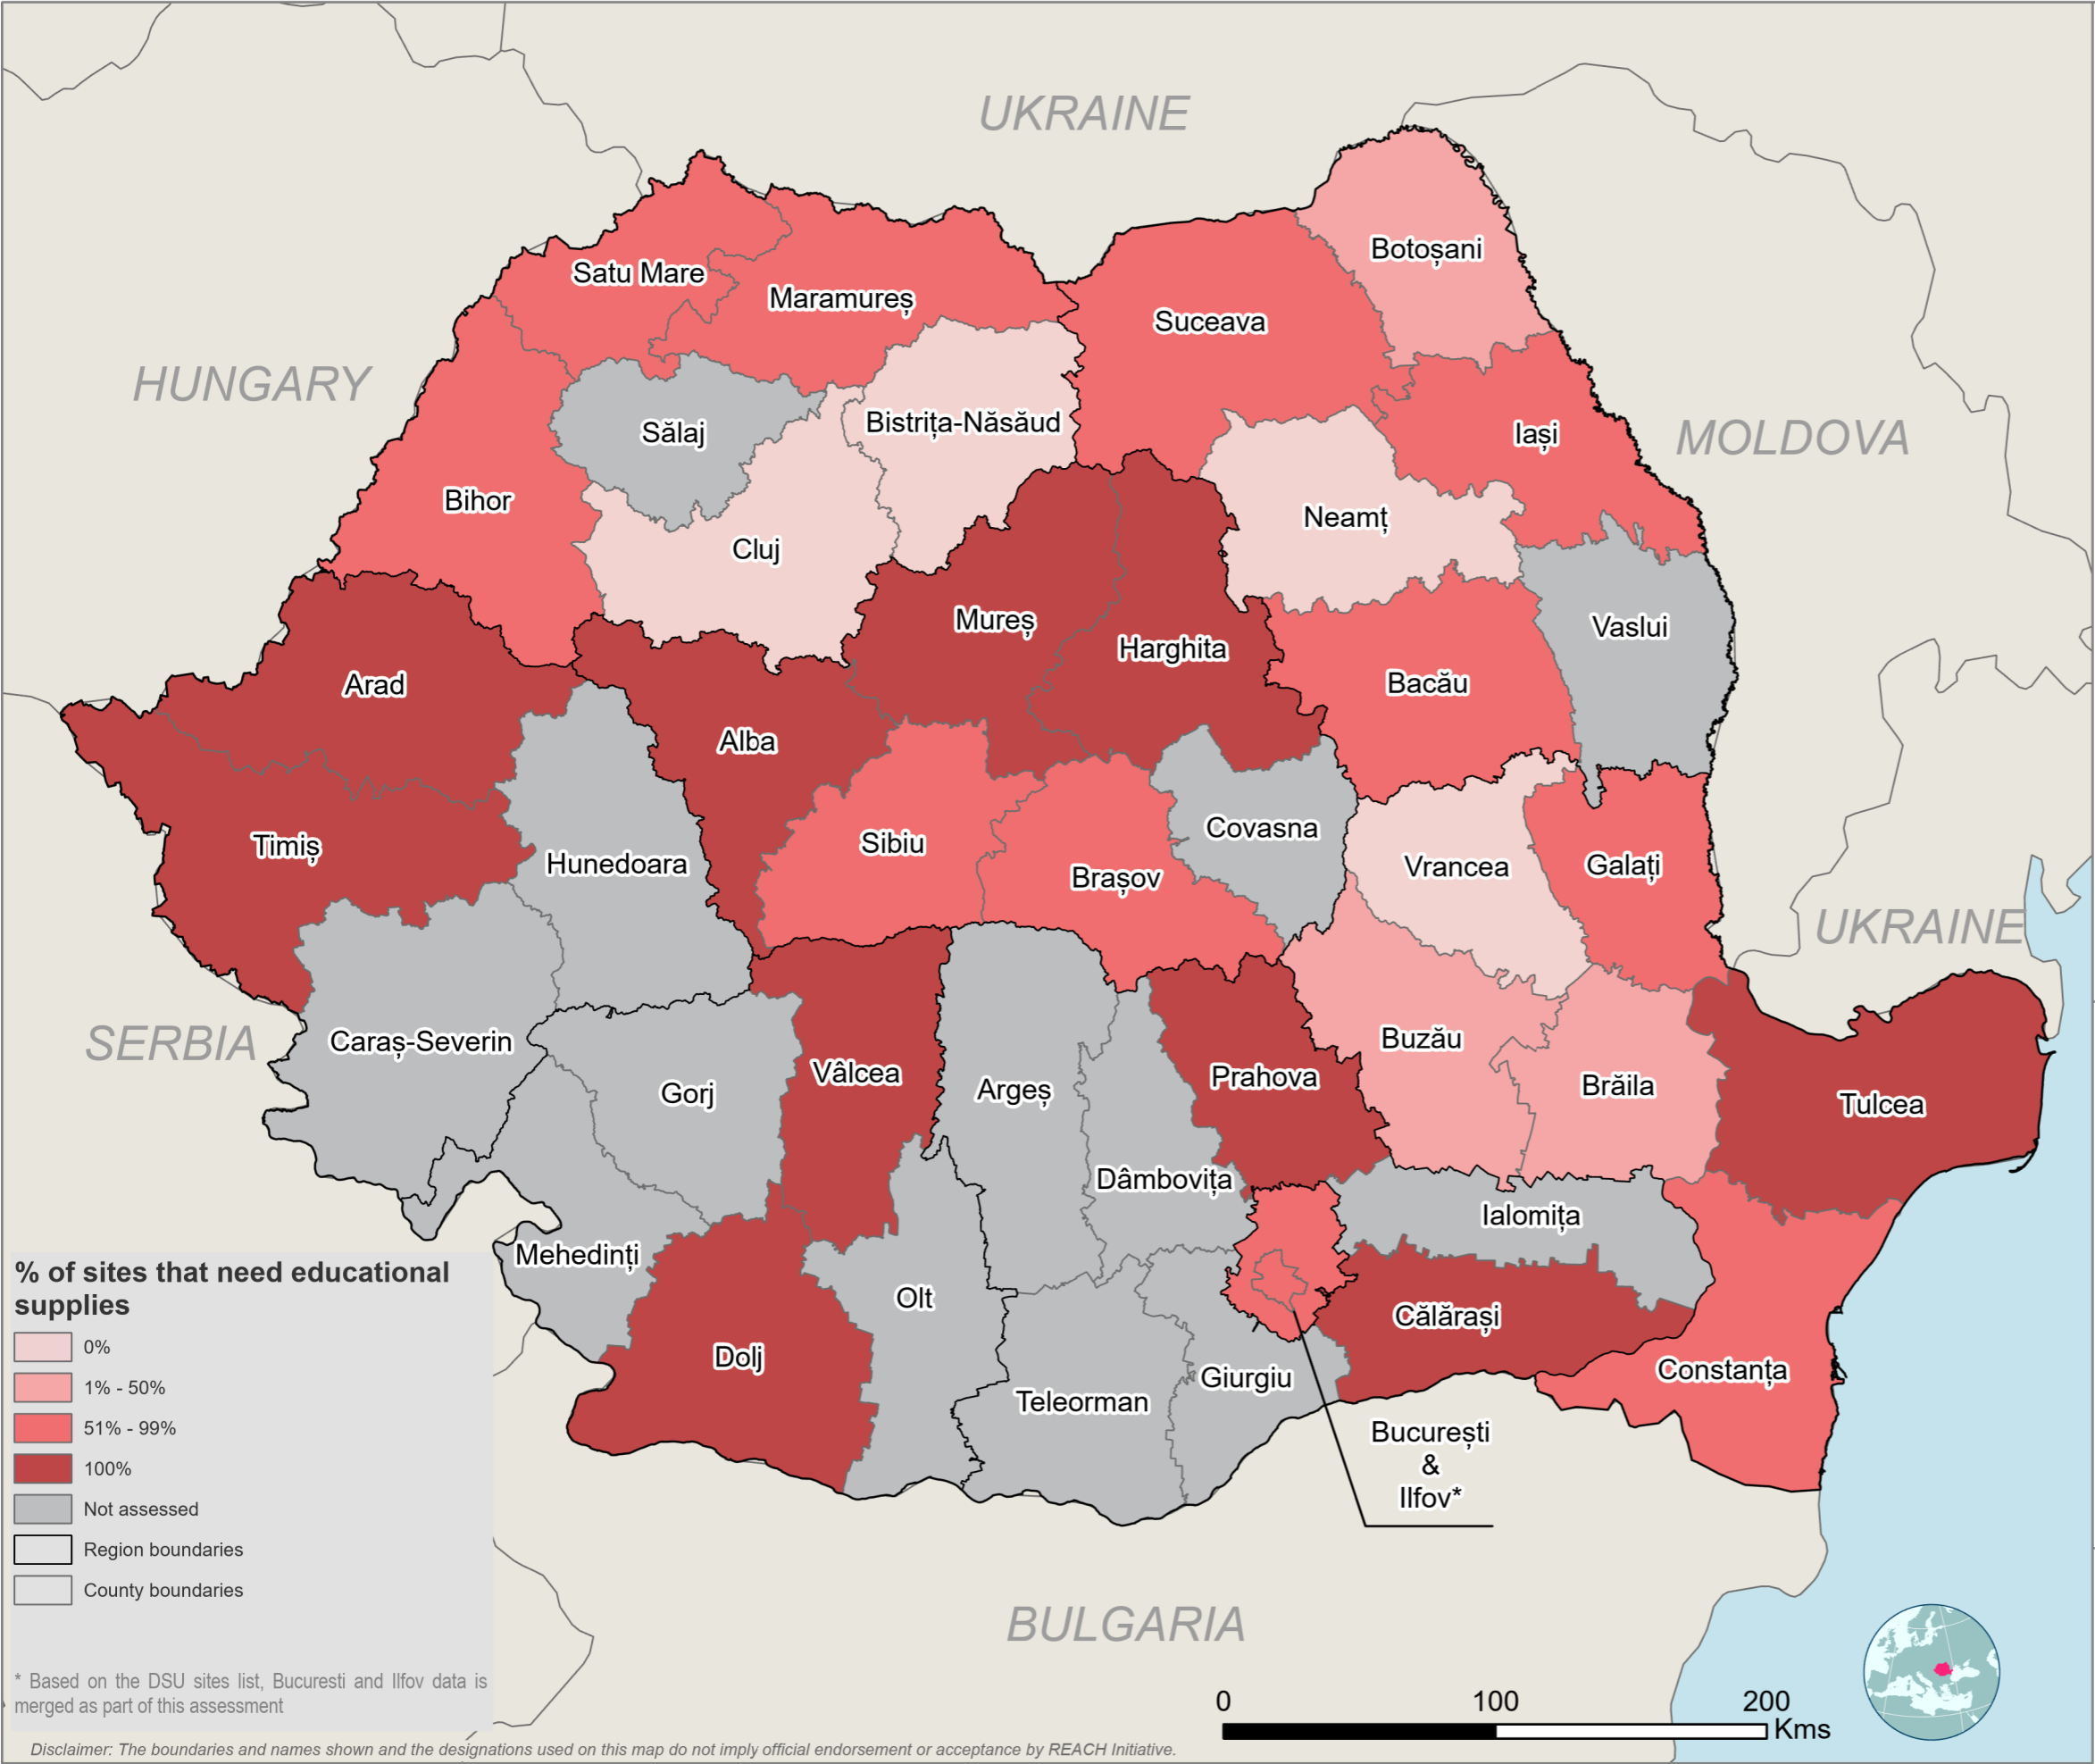 UKRAINE
Botoșani
Satu Mare
Maramureș
Suceava
HUNGARY
Bistrița-Năsăud
Sălaj
Iași
MOLDOVA
Bihor
Neamț
Cluj
Mureș
Vaslui
Harghita
Arad
Bacău
Alba
Covasna
Timiș
Sibiu
Hunedoara
Vrancea
Galați
Brașov
UKRAINE
SERBIA
Caraș-Severin
Buzău
Vâlcea
Prahova
Brăila
Gorj
Argeș
Tulcea
Dâmbovița
Ialomița
Mehedinți
Olt
Călărași
Dolj
Constanța
Giurgiu
Teleorman
București
&
Ilfov*
BULGARIA
% of sites that need educational
supplies
0%
1% - 50%
51% - 99%
100%
Not assessed
Region boundaries
County boundaries
* Based on the DSU sites list, Bucuresti and Ilfov data is
merged as part of this assessment
0 100 200
Kms
Disclaimer: The boundaries and names shown and the designations used on this map do not imply official endorsement or acceptance by REACH Initiative.